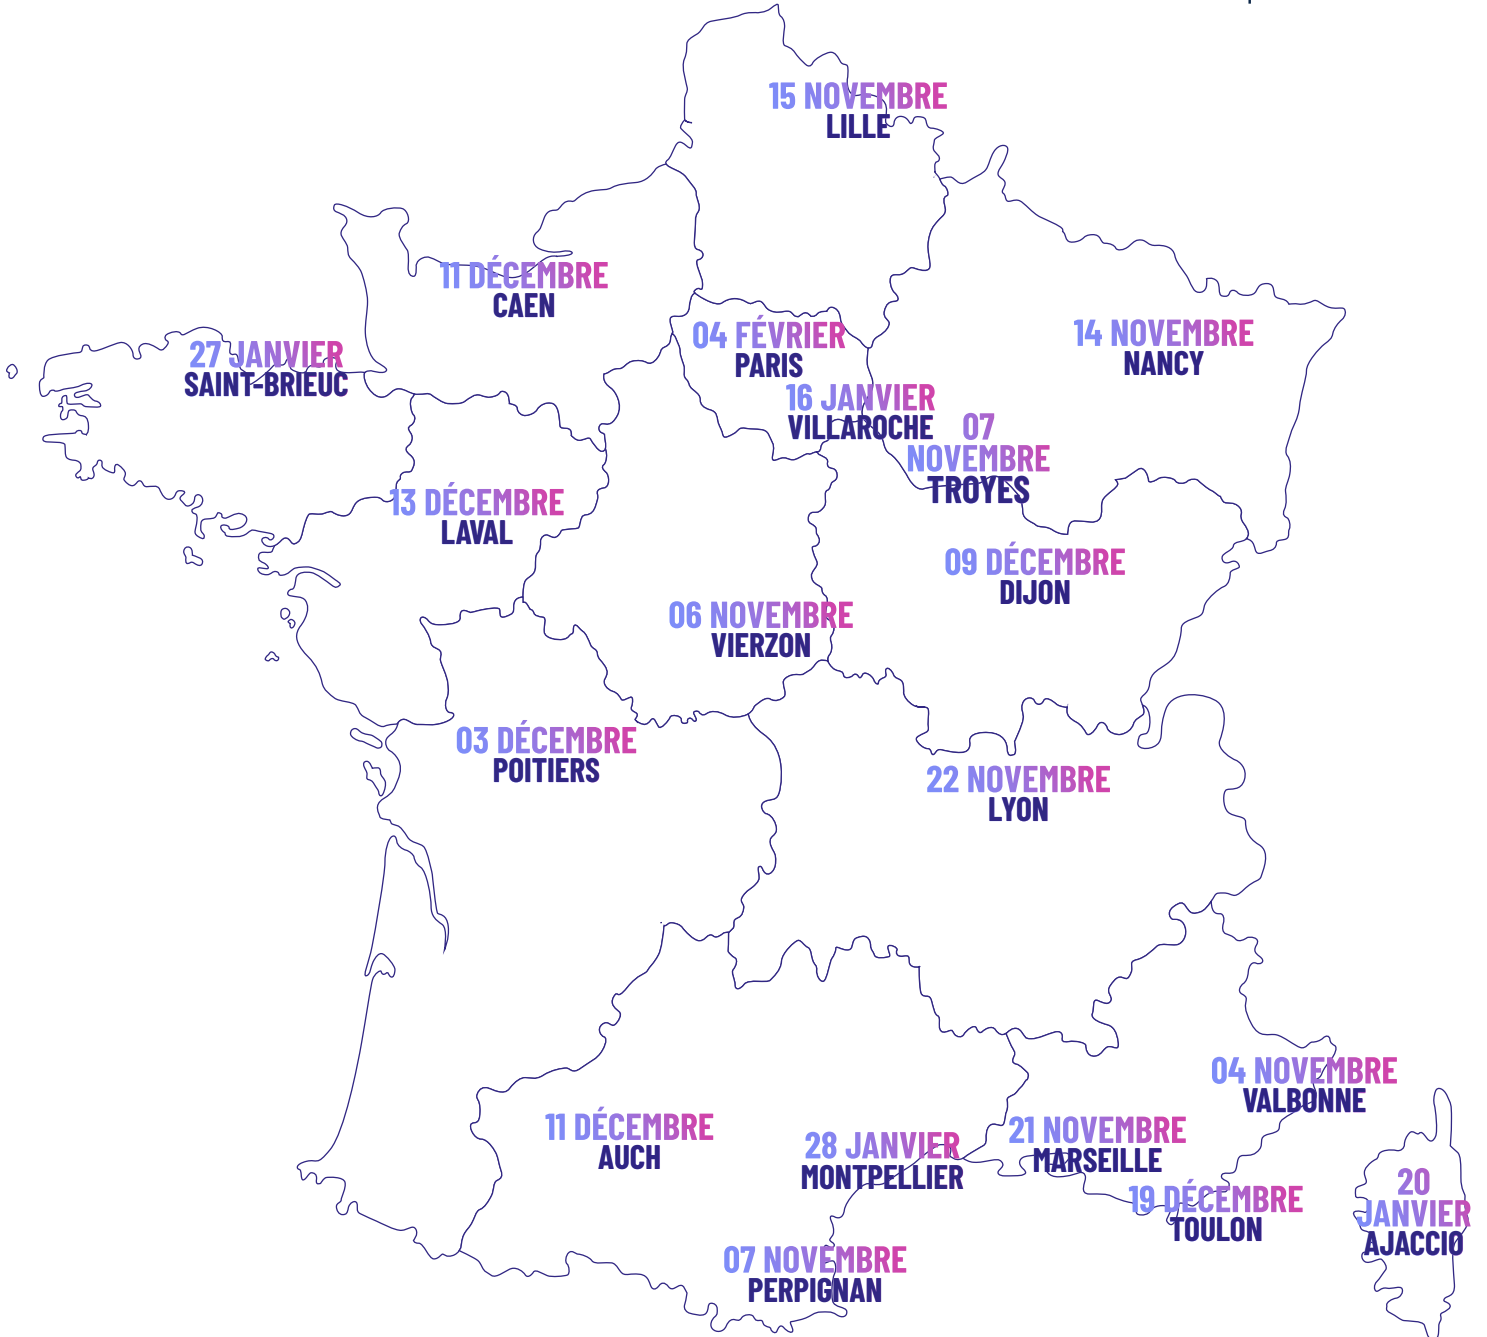 15 NOVEMBRE
LILLE
11 DÉCEMBRE
CAEN
04 FÉVRIER
PARIS
14 NOVEMBRE
NANCY
27 JANVIER
SAINT-BRIEUC
16 JANVIER
VILLAROCHE
07
NOVEMBRE
TROYES
13 DÉCEMBRE
LAVAL
09 DÉCEMBRE
DIJON
06 NOVEMBRE
VIERZON
03 DÉCEMBRE
POITIERS
22 NOVEMBRE
LYON
04 NOVEMBRE
VALBONNE
11 DÉCEMBRE
AUCH
28 JANVIER
MONTPELLIER
21 NOVEMBRE
MARSEILLE
19 DÉCEMBRE
TOULON
20
JANVIER
AJACCIO
07 NOVEMBRE
PERPIGNAN